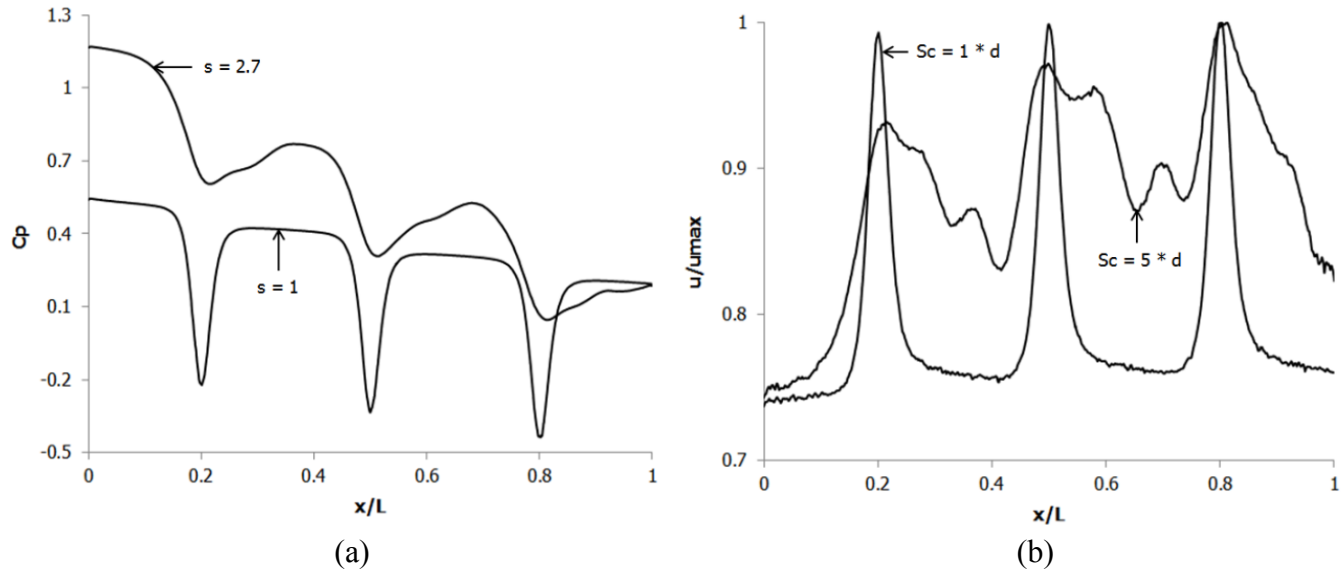 1.3
1
0.7
0.4
0.1
-0.2
-0.5
Cp
s = 2.7
s = 1
0 0.2 0.4 0.6 0.8 1
x/L
(a)
1
0.9
0.8
0.7
u/umax
Sc = 1 * d
Sc = 5 * d
0 0.2 0.4 0.6 0.8 1
x/L
(b)